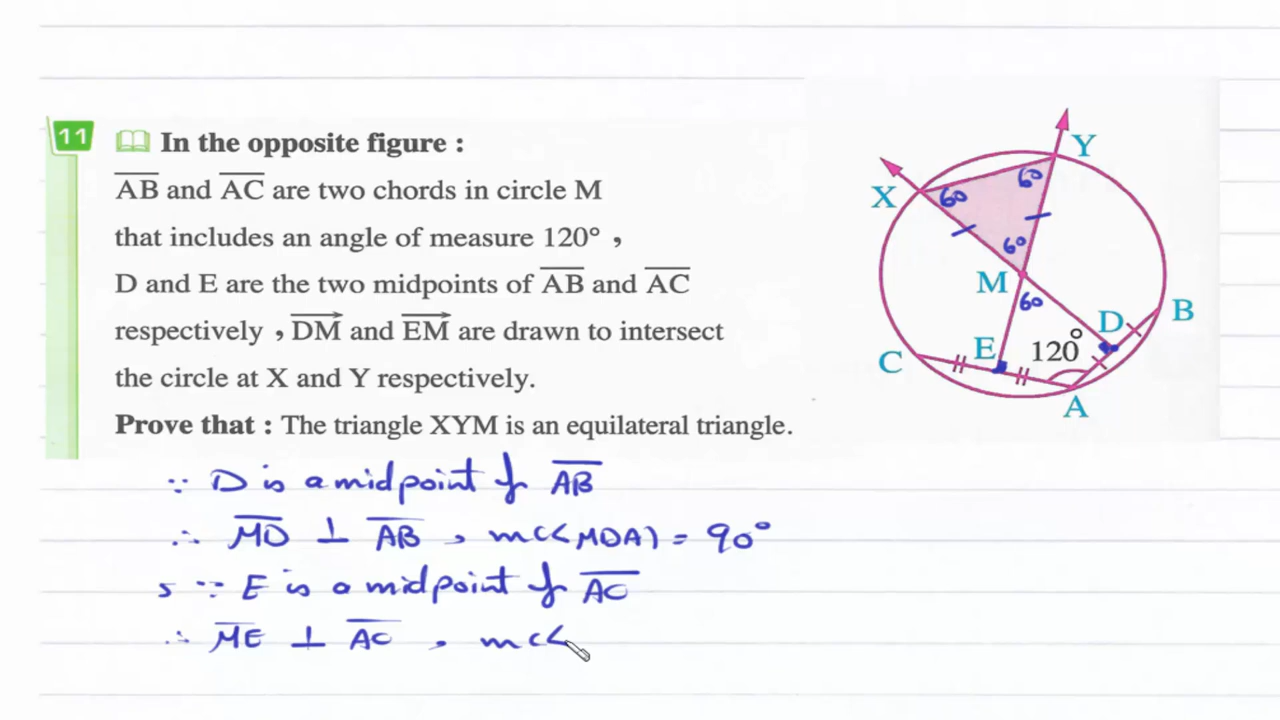 11 In the opposite figure :
AB and AC are two chords in circle M
that includes an angle of measure 120° ,
D and E are the two midpoints of AB and AC
respectively , DM and EM are drawn to intersect
the circle at X and Y respectively.
Prove that : The triangle XYM is an equilateral triangle.
Y
X
60
60
60
M
60
D
B
E
120°
C
A
∵ D is a midpoint of AB
∴ MD ⊥ AB , m(<MDA) = 90°
, ∵ E is a midpoint of AC
∴ ME ⊥ AC , m(<